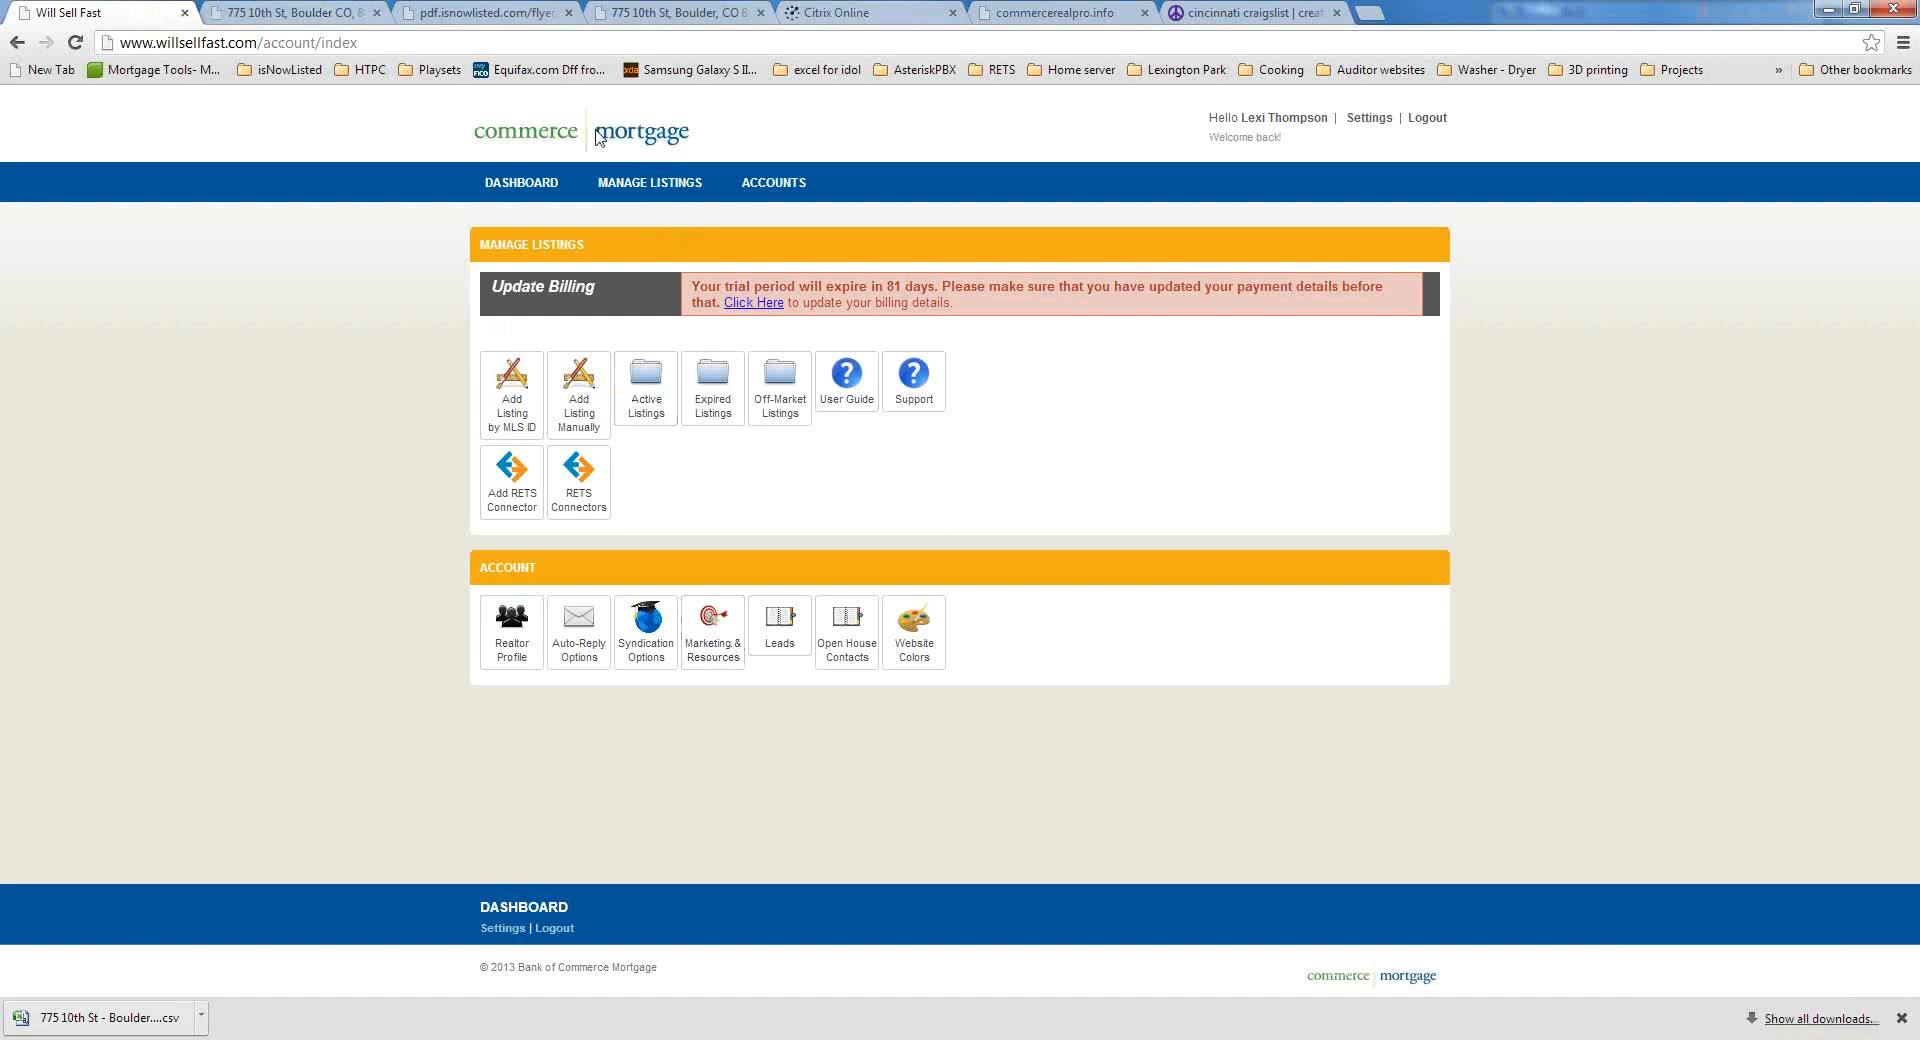 Will Sell Fast
775 10th St, Boulder CO, 8
pdf.isnowlisted.com/flyer
775 10th St, Boulder, CO 8
Citrix Online
commercerealpro.info
cincinnati craigslist | crea
www.willsellfast.com/account/index
New Tab
Mortgage Tools- M...
isNowListed
HTPC
Playsets
my FICO
Equifax.com Dff fro...
xda
Samsung Galaxy S II...
excel for idol
AsteriskPBX
RETS
Home server
Lexington Park
Cooking
Auditor websites
Washer - Dryer
3D printing
Projects
»
Other bookmarks
commerce | mortgage
Hello Lexi Thompson | Settings | Logout
Welcome back!
DASHBOARD
MANAGE LISTINGS
ACCOUNTS
MANAGE LISTINGS
Update Billing
Your trial period will expire in 81 days. Please make sure that you have updated your payment details before
that. Click Here to update your billing details.
Add
Listing
by MLS ID
Add
Listing
Manually
Active
Listings
Expired
Listings
Off-Market
Listings
User Guide
Support
Add RETS
Connector
RETS
Connectors
ACCOUNT
Realtor
Profile
Auto-Reply
Options
Syndication
Options
Marketing &
Resources
Leads
Open House
Contacts
Website
Colors
DASHBOARD
Settings | Logout
© 2013 Bank of Commerce Mortgage
commerce | mortgage
775 10th St - Boulder....csv
Show all downloads...